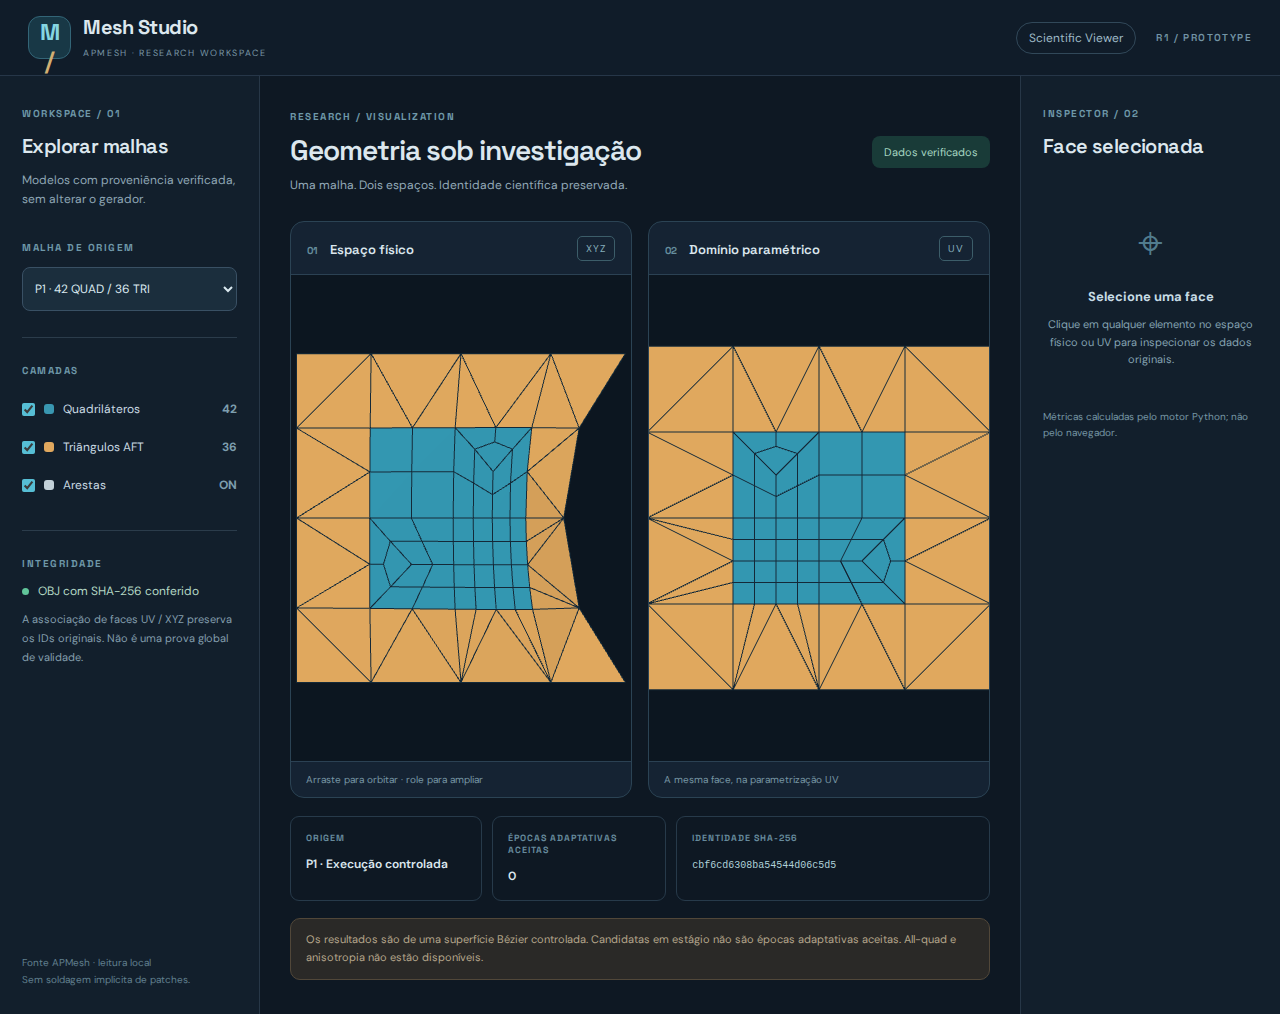 M/
Mesh Studio
APMESH · RESEARCH WORKSPACE
Scientific Viewer
R1 / PROTOTYPE
WORKSPACE / 01
Explorar malhas
Modelos com proveniência verificada,
sem alterar o gerador.
MALHA DE ORIGEM
P1 · 42 QUAD / 36 TRI
CAMADAS
Quadriláteros 42
Triângulos AFT 36
Arestas ON
INTEGRIDADE
OBJ com SHA-256 conferido
A associação de faces UV / XYZ preserva
os IDs originais. Não é uma prova global
de validade.
Fonte APMesh · leitura local
Sem soldagem implícita de patches.
RESEARCH / VISUALIZATION
Geometria sob investigação
Uma malha. Dois espaços. Identidade científica preservada.
Dados verificados
01 Espaço físico XYZ
Arraste para orbitar · role para ampliar
02 Domínio paramétrico UV
A mesma face, na parametrização UV
ORIGEM
P1 · Execução controlada
ÉPOCAS ADAPTATIVAS
ACEITAS
0
IDENTIDADE SHA-256
cbf6cd6308ba54544d06c5d5
Os resultados são de uma superfície Bézier controlada. Candidatas em estágio não são épocas adaptativas aceitas. All-quad e
anisotropia não estão disponíveis.
INSPECTOR / 02
Face selecionada
Selecione uma face
Clique em qualquer elemento no espaço
físico ou UV para inspecionar os dados
originais.
Métricas calculadas pelo motor Python; não
pelo navegador.